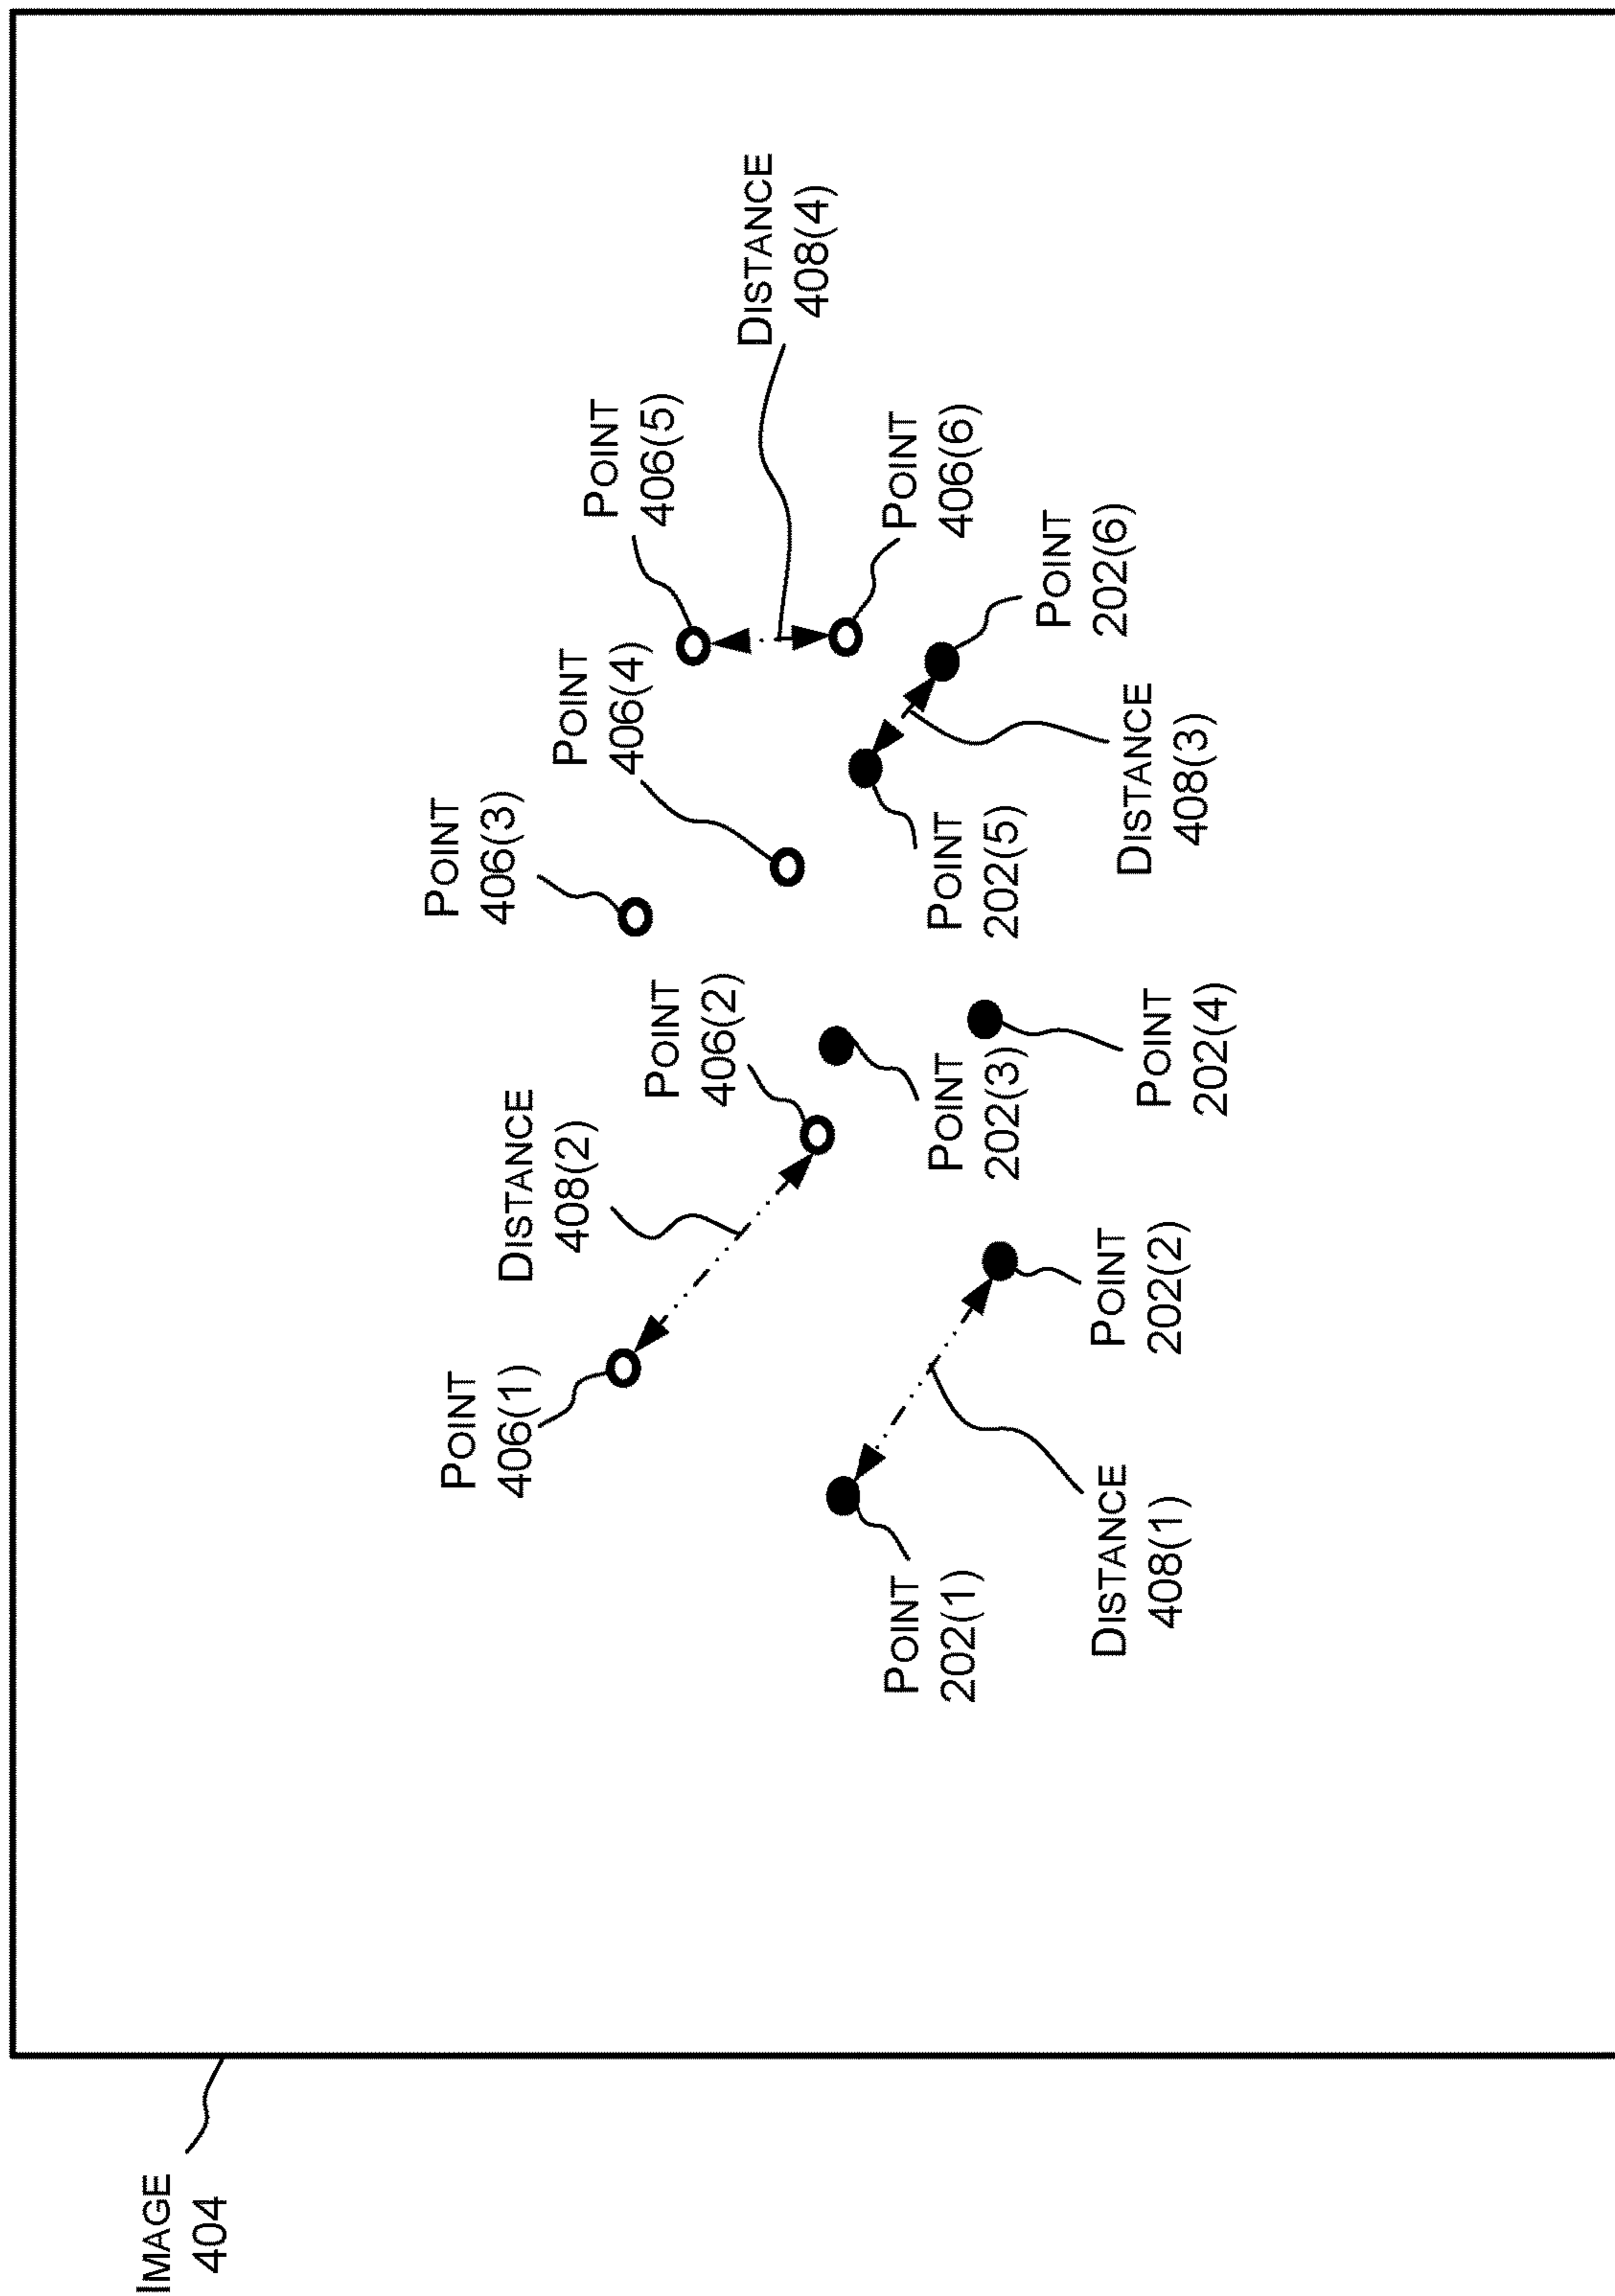 IMAGE
404
POINT
406(1)
DISTANCE
408(2)
POINT
406(2)
POINT
406(3)
POINT
406(4)
POINT
406(5)
DISTANCE
408(4)
POINT
406(6)
POINT
202(1)
DISTANCE
408(1)
POINT
202(2)
POINT
202(3)
POINT
202(4)
POINT
202(5)
DISTANCE
408(3)
POINT
202(6)